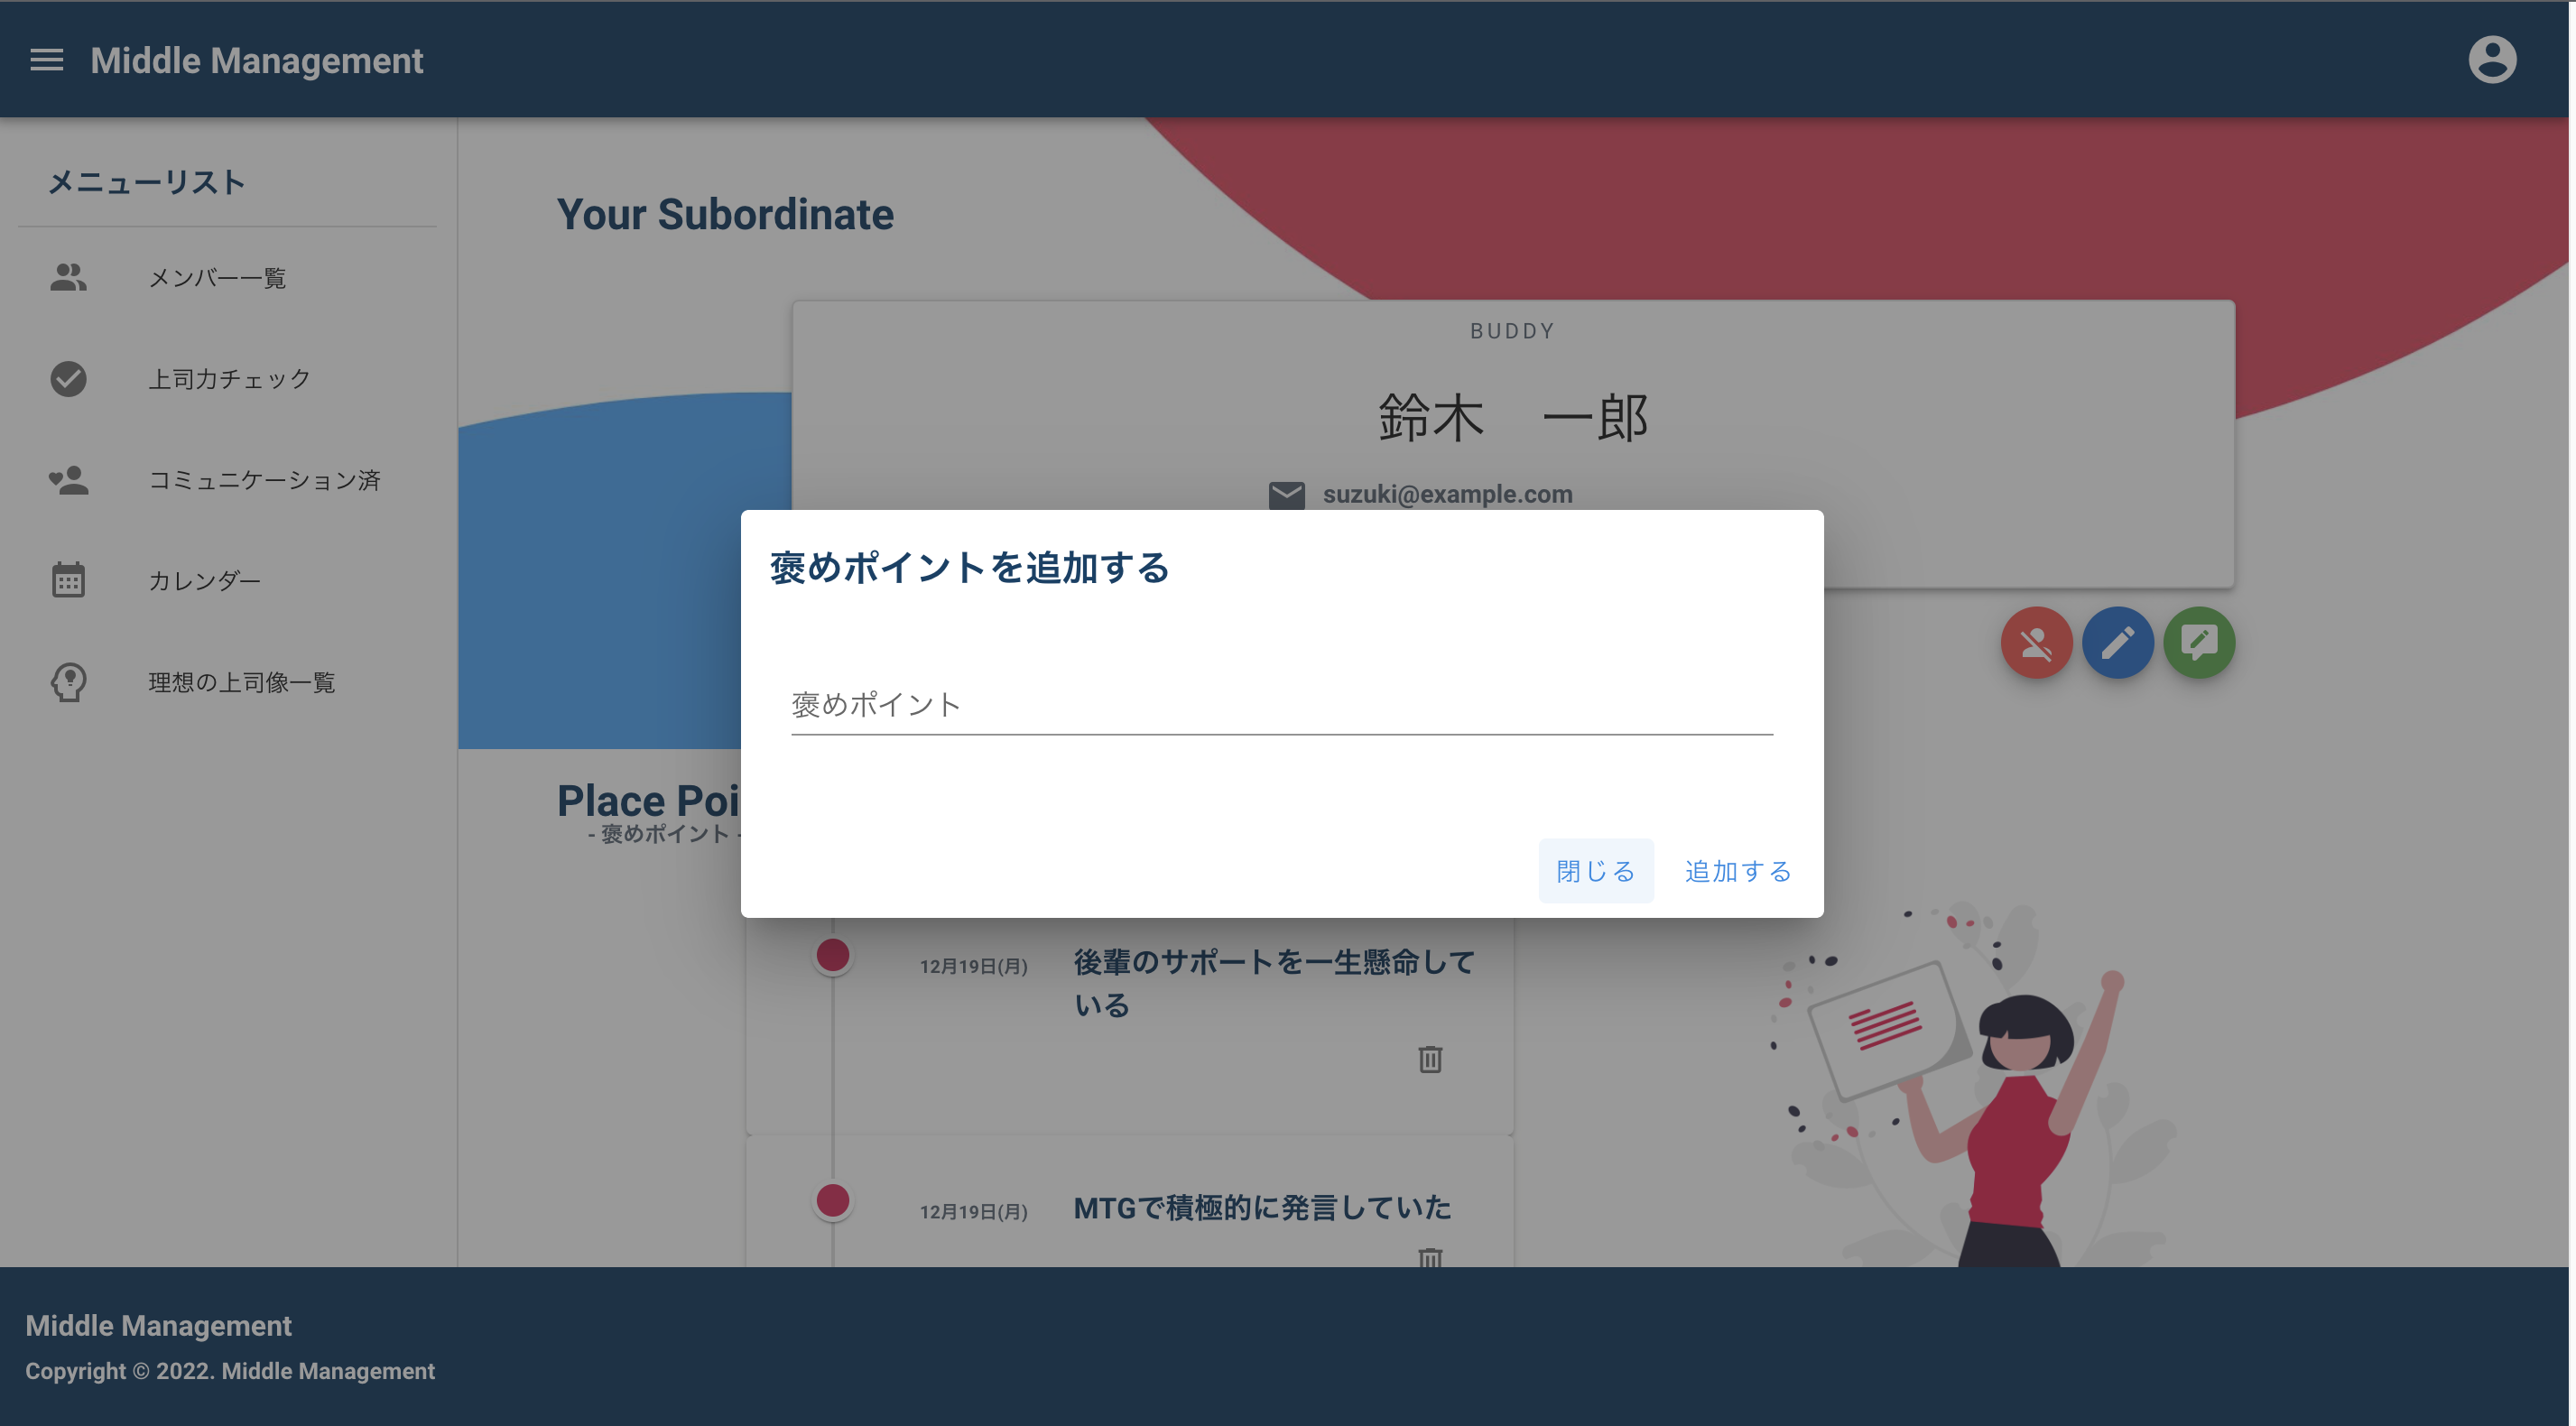 Middle Management
メニューリスト
メンバー一覧
上司力チェック
コミュニケーション済
カレンダー
理想の上司像一覧
Your Subordinate
BUDDY
鈴木　一郎
suzuki@example.com
褒めポイントを追加する
褒めポイント
閉じる 追加する
Place Poi
- 褒めポイント -
12月19日(月) 後輩のサポートを一生懸命して
いる
12月19日(月) MTGで積極的に発言していた
Middle Management
Copyright © 2022. Middle Management